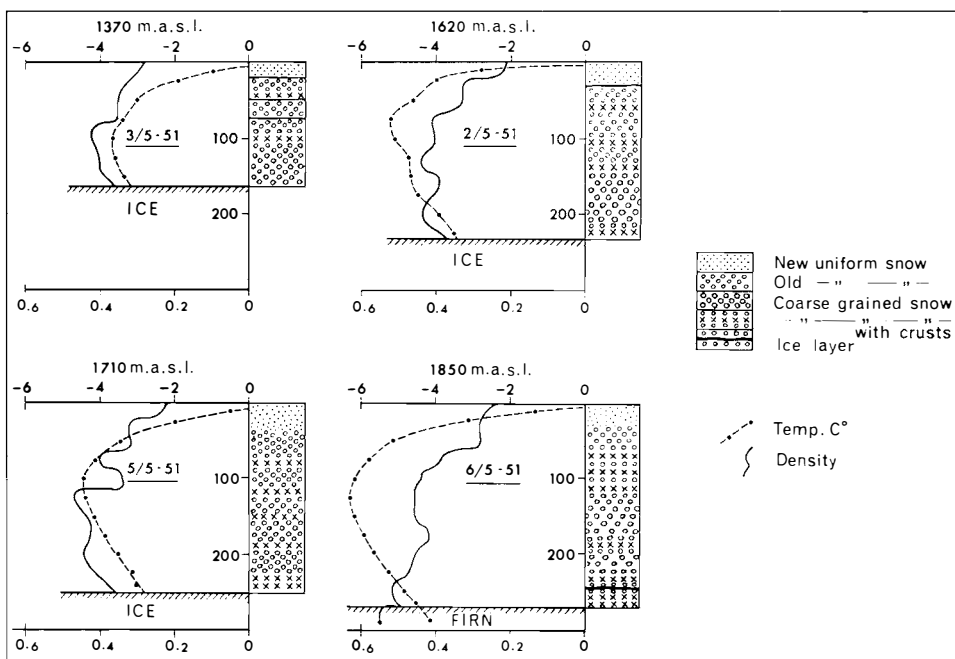 1370 m.a.s.l.
-6 -4 -2 0
3/5-51
100
200
ICE
0.6 0.4 0.2 0
1620 m.a.s.l.
-6 -4 -2 0
2/5-51
100
200
ICE
0.6 0.4 0.2 0
1710 m.a.s.l.
-6 -4 -2 0
5/5-51
100
200
ICE
0.6 0.4 0.2 0
1850 m.a.s.l.
-6 -4 -2 0
6/5-51
100
200
FIRN
0.6 0.4 0.2 0
New uniform snow
Old —"— —"—
Coarse grained snow
—"— —"— —"—
with crusts
Ice layer
Temp. C°
Density